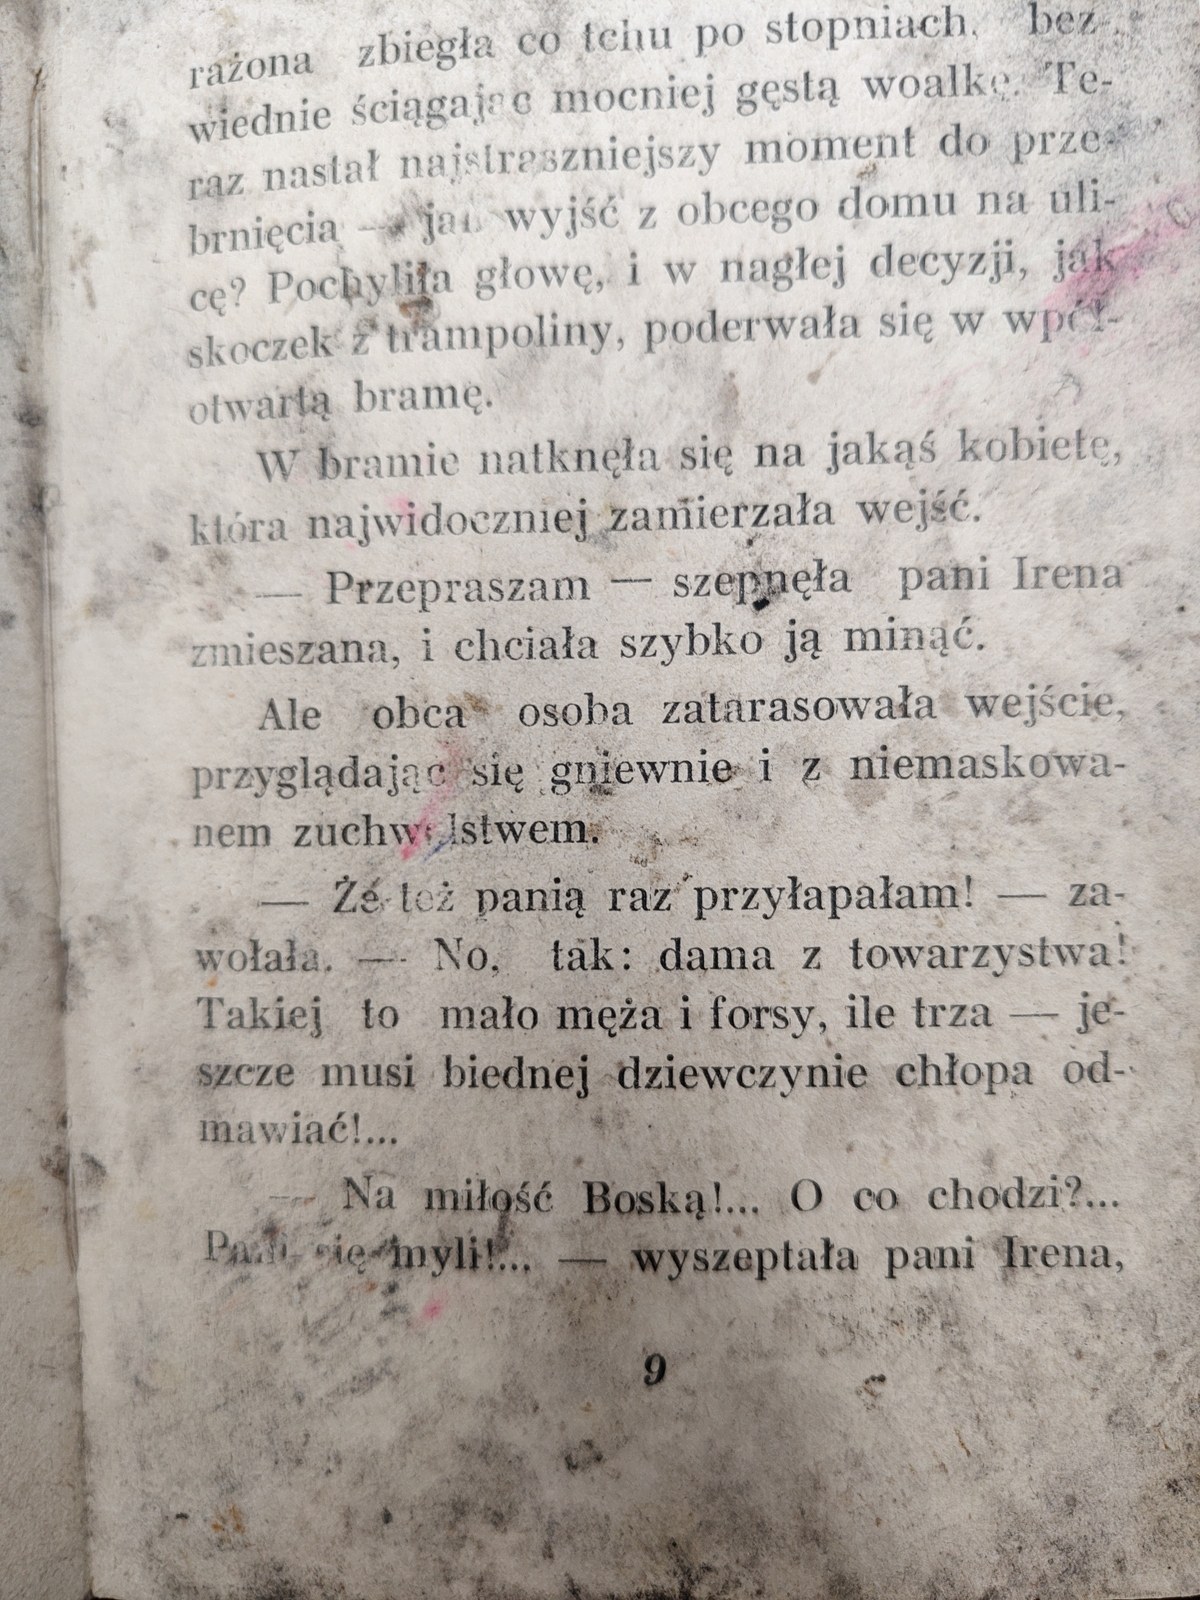 rażona zbiegła co tchu po stopniach, bez-
wiednie ściągając mocniej gęstą woalkę. Te-
raz nastał najstraszniejszy moment do prze-
brnięcia — jak wyjść z obcego domu na uli-
cę? Pochyliła głowę, i w nagłej decyzji, jak
skoczek z trampoliny, poderwała się w wpół-
otwartą bramę.
W bramie natknęła się na jakąś kobietę,
która najwidoczniej zamierzała wejść.
— Przepraszam — szepnęła pani Irena
zmieszana, i chciała szybko ją minąć.
Ale obca osoba zatarasowała wejście,
przyglądając się gniewnie i z niemaskowa-
nem zuchwalstwem.
— Że też panią raz przyłapałam! — za-
wołała. — No, tak: dama z towarzystwa!
Takiej to mało męża i forsy, ile trza — je-
szcze musi biednej dziewczynie chłopa od-
mawiać!...
— Na miłość Boską!... O co chodzi?...
Pani się myli!... — wyszeptała pani Irena,
9